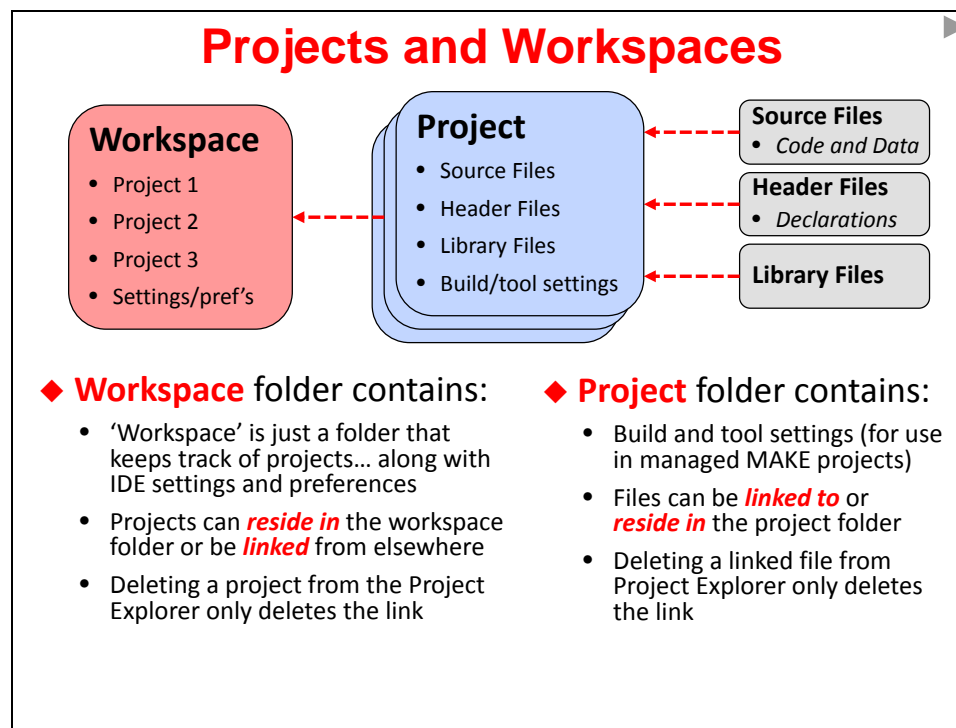 Projects and Workspaces
Workspace
• Project 1
• Project 2
• Project 3
• Settings/pref’s
Project
• Source Files
• Header Files
• Library Files
• Build/tool settings
Source Files
• Code and Data
Header Files
• Declarations
Library Files
◆ Workspace folder contains:
• ‘Workspace’ is just a folder that
keeps track of projects… along with
IDE settings and preferences
• Projects can reside in the workspace
folder or be linked from elsewhere
• Deleting a project from the Project
Explorer only deletes the link
◆ Project folder contains:
• Build and tool settings (for use
in managed MAKE projects)
• Files can be linked to or
reside in the project folder
• Deleting a linked file from
Project Explorer only deletes
the link